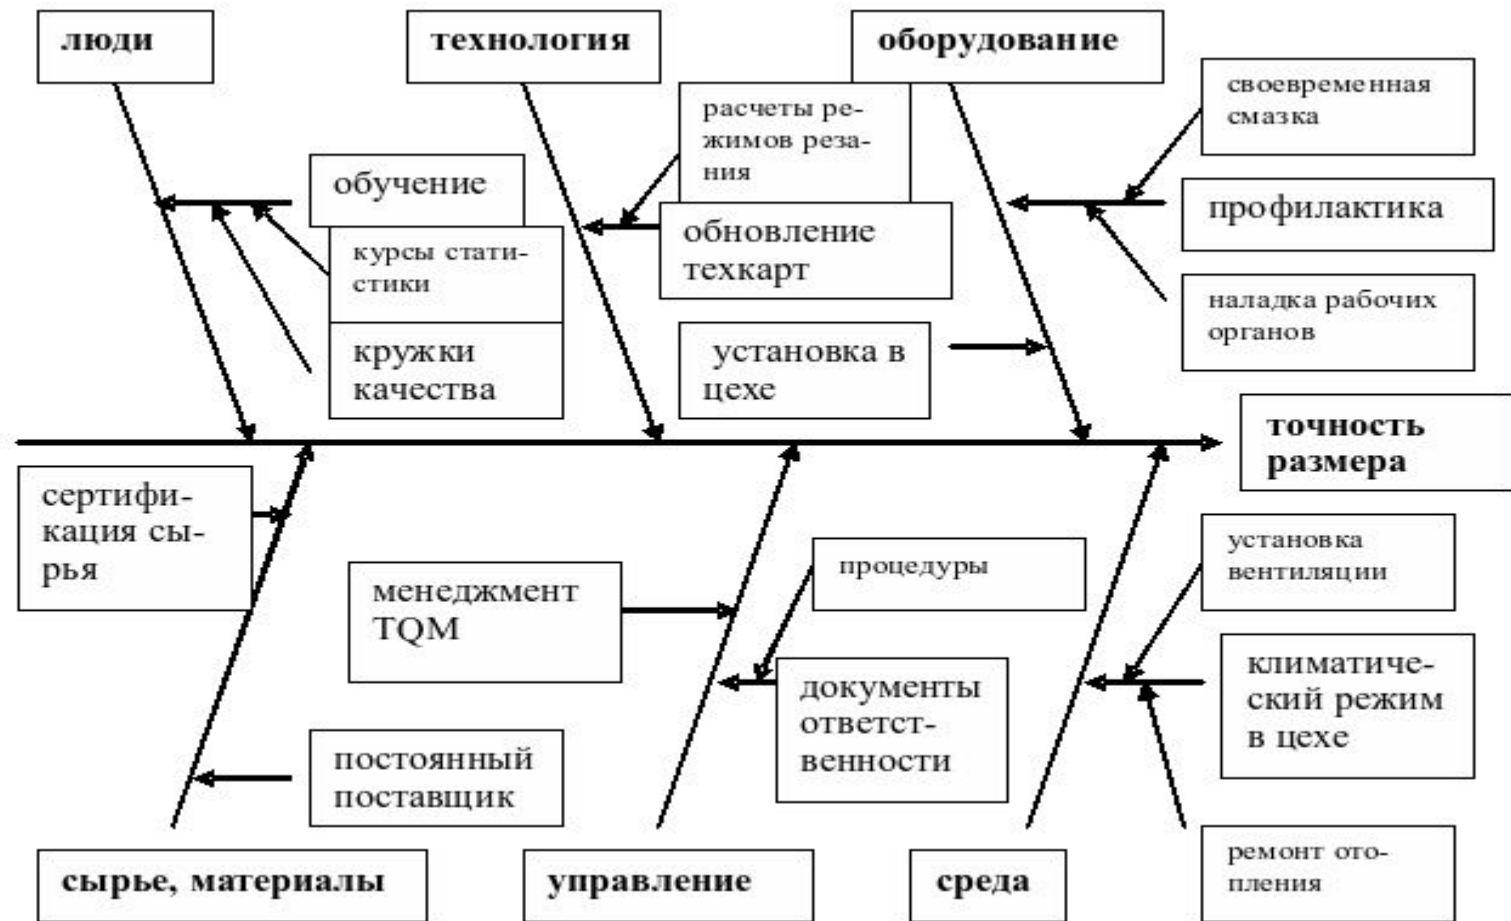 люди
технология
оборудование
своевременная
смазка
расчеты ре-
жимов реза-
ния
обучение
профилактика
обновление
техкарт
курсы стати-
стики
наладка рабочих
органов
установка в
цехе
кружки
качества
точность
размера
сертифи-
кация сы-
рья
установка
вентиляции
процедуры
менеджмент
TQM
климатиче-
ский режим
в цехе
документы
ответст-
венности
постоянный
поставщик
ремонт ото-
пления
сырье, материалы
управление
среда